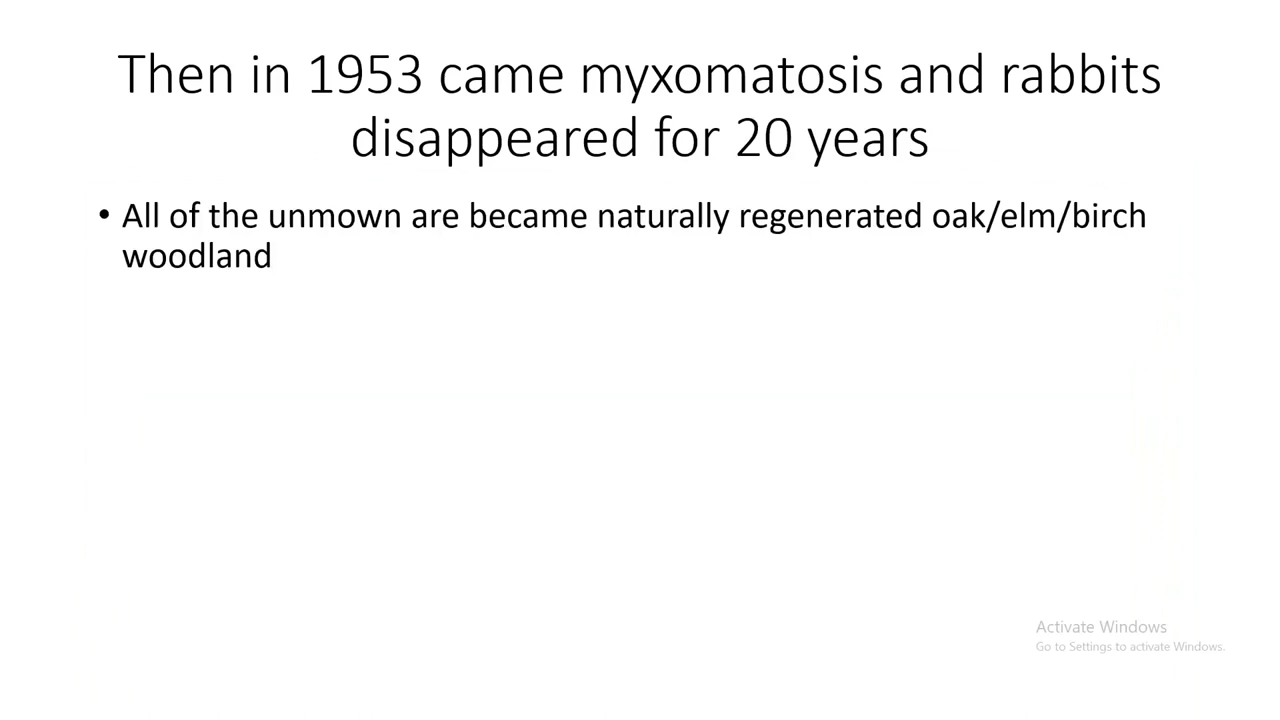 Then in 1953 came myxomatosis and rabbits
disappeared for 20 years
• All of the unmown are became naturally regenerated oak/elm/birch
woodland
Activate Windows
Go to Settings to activate Windows.